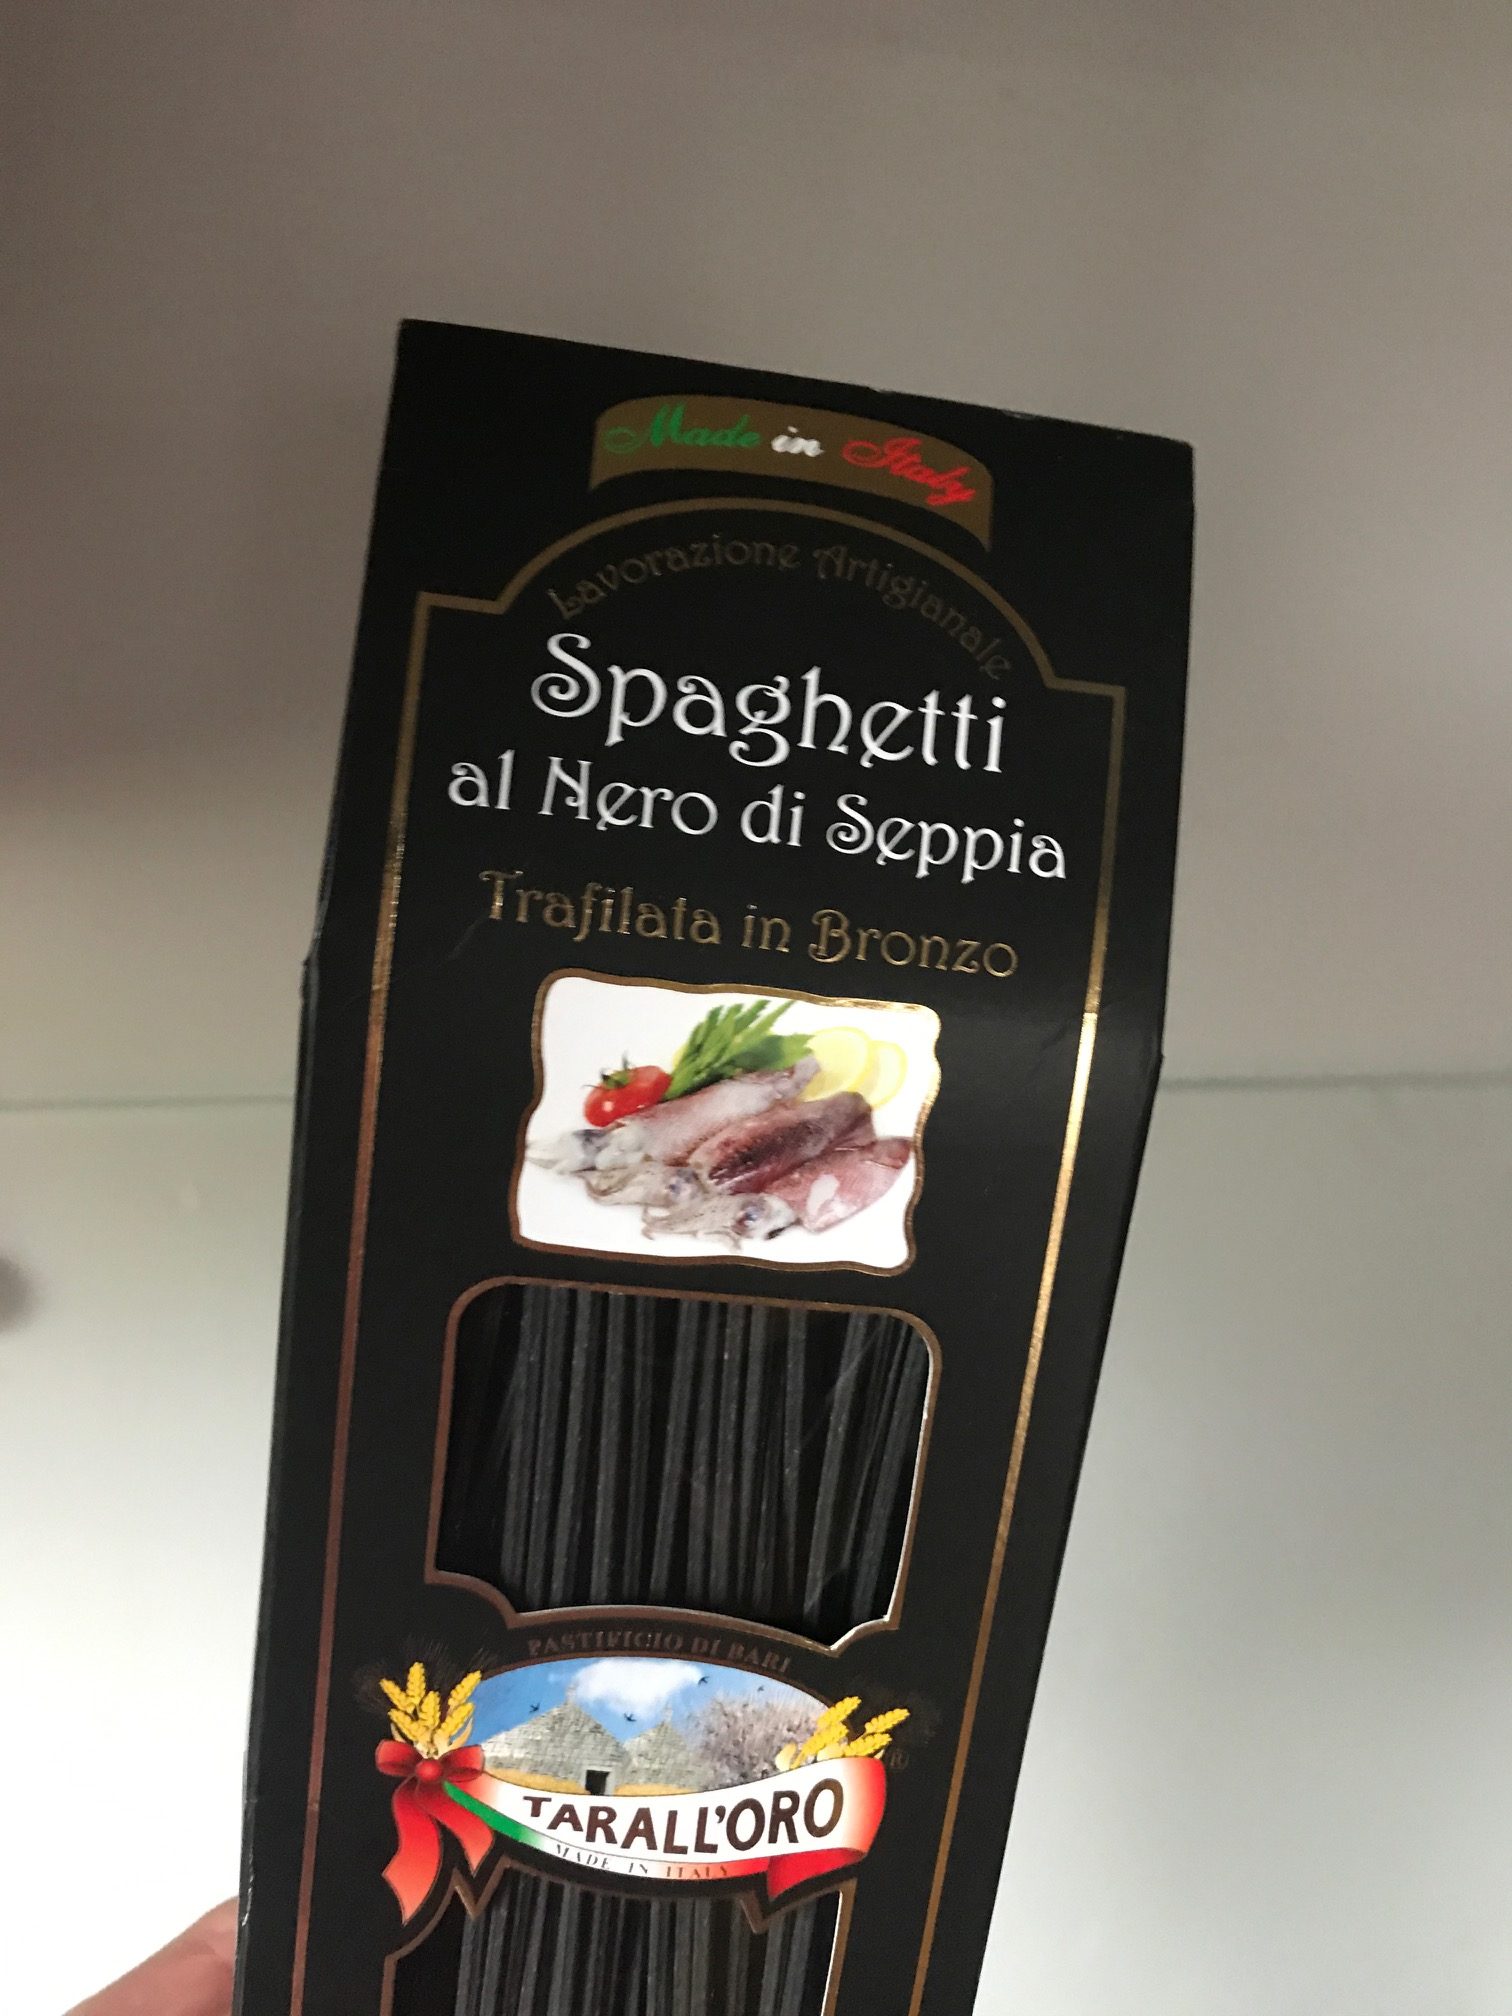 Made in Italy
Lavorazione Artigianale
Spaghetti
al Nero di Seppia
Trafilata in Bronzo
PASTIFICIO DI BARI
®
TARALL'ORO
MADE IN ITALY